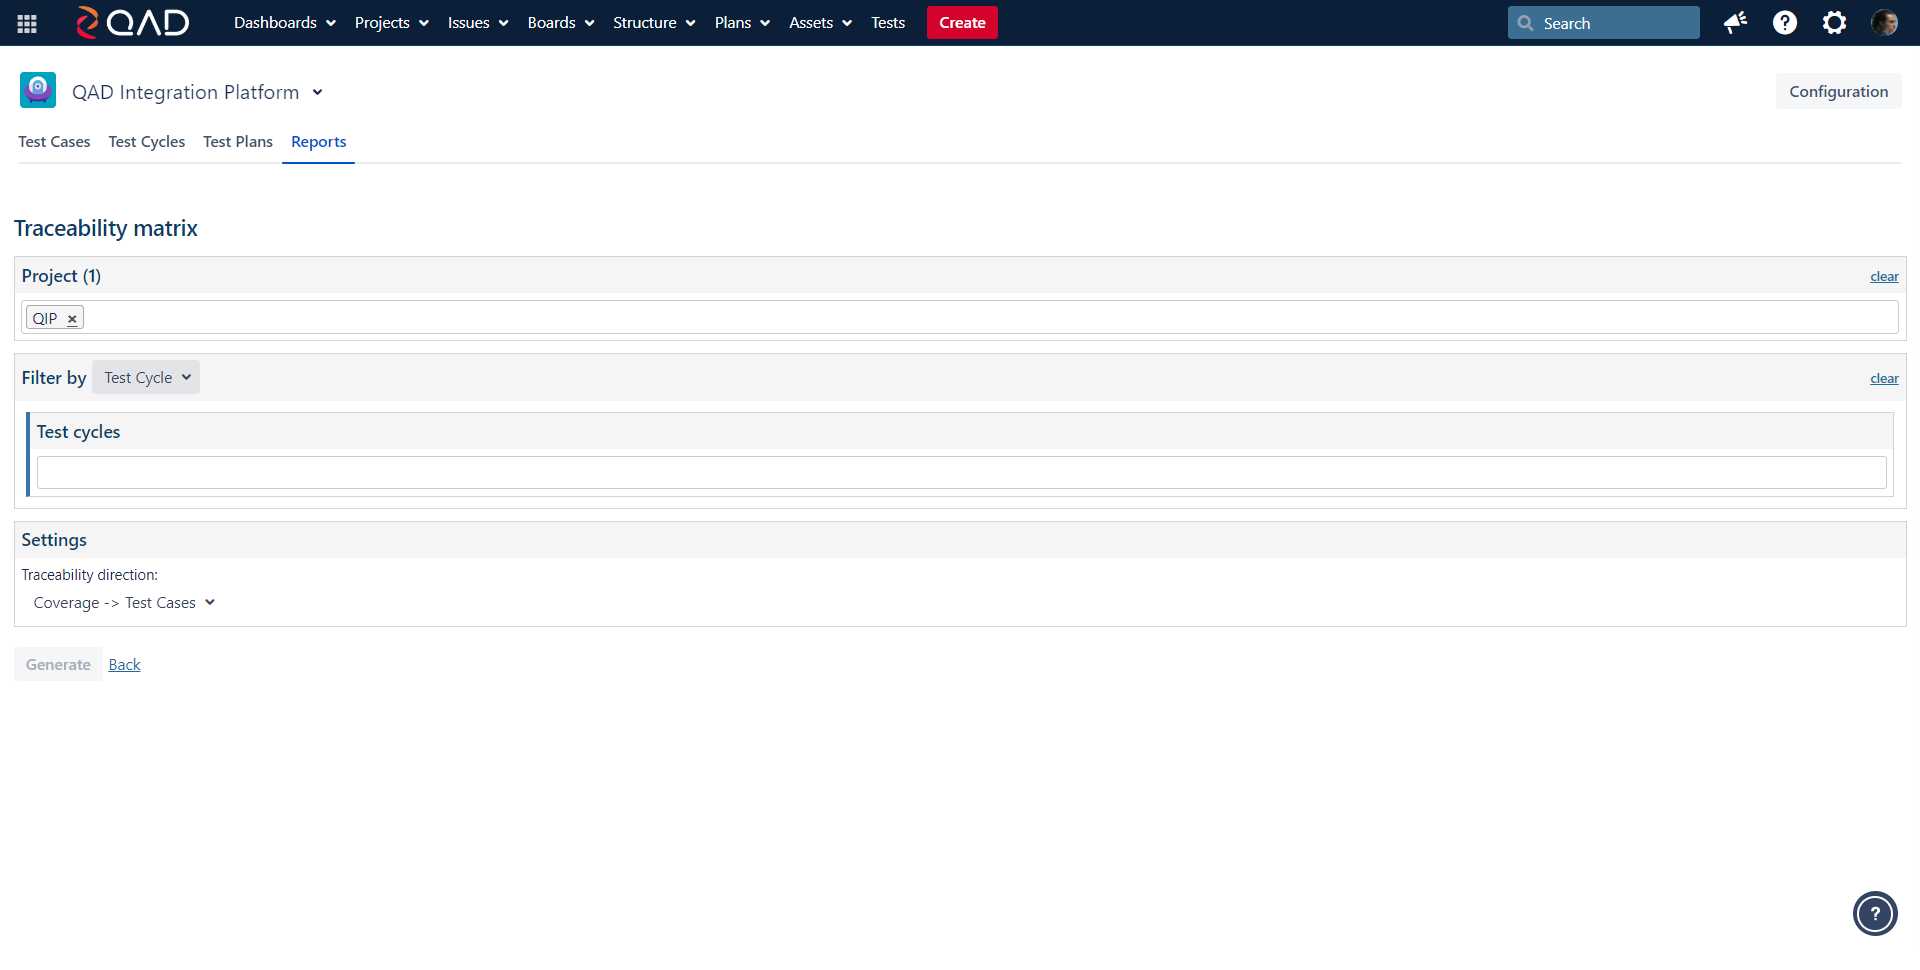 QAD Dashboards Projects Issues Boards Structure Plans Assets Tests Create Search ?
QAD Integration Platform Configuration
Test Cases Test Cycles Test Plans Reports
Traceability matrix
Project (1) clear
QIP ×
Filter by Test Cycle clear
Test cycles
Settings
Traceability direction:
Coverage -> Test Cases
Generate Back
?